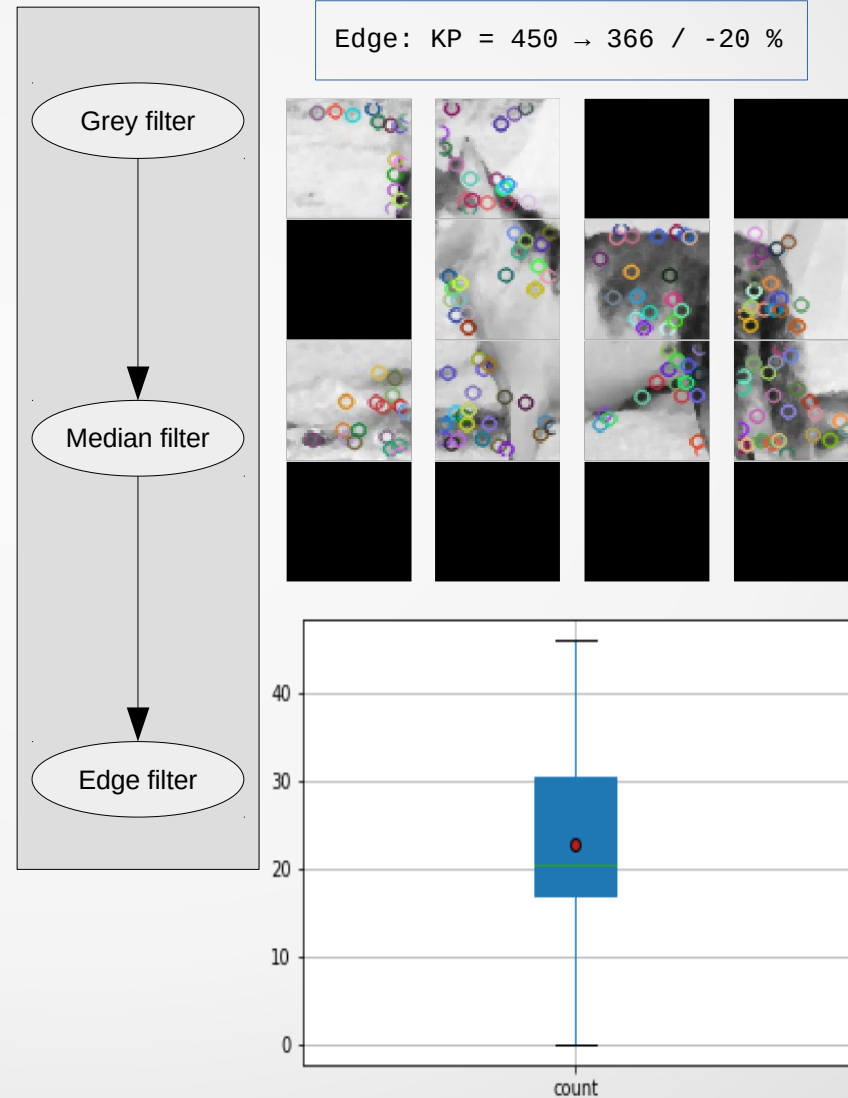 Edge: KP = 450 → 366 / -20 %
Grey filter
Median filter
Edge filter
40
30
20
10
0
count